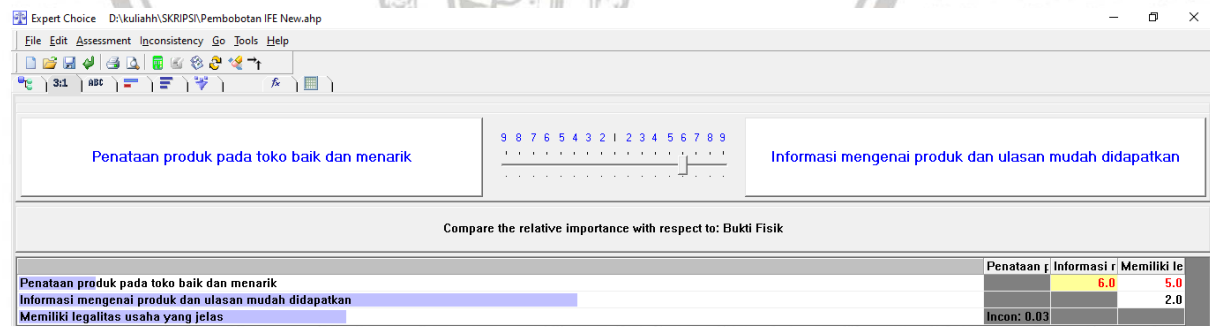 Expert Choice D:\kuliahh\SKRIPSI\Pembobotan IFE New.ahp
File Edit Assessment Inconsistency Go Tools Help
3:1 ABC fx
9 8 7 6 5 4 3 2 1 2 3 4 5 6 7 8 9
Penataan produk pada toko baik dan menarik
Informasi mengenai produk dan ulasan mudah didapatkan
Compare the relative importance with respect to: Bukti Fisik
Penataan p Informasi r Memiliki le
Penataan produk pada toko baik dan menarik 6.0 5.0
Informasi mengenai produk dan ulasan mudah didapatkan 2.0
Memiliki legalitas usaha yang jelas Incon: 0.03